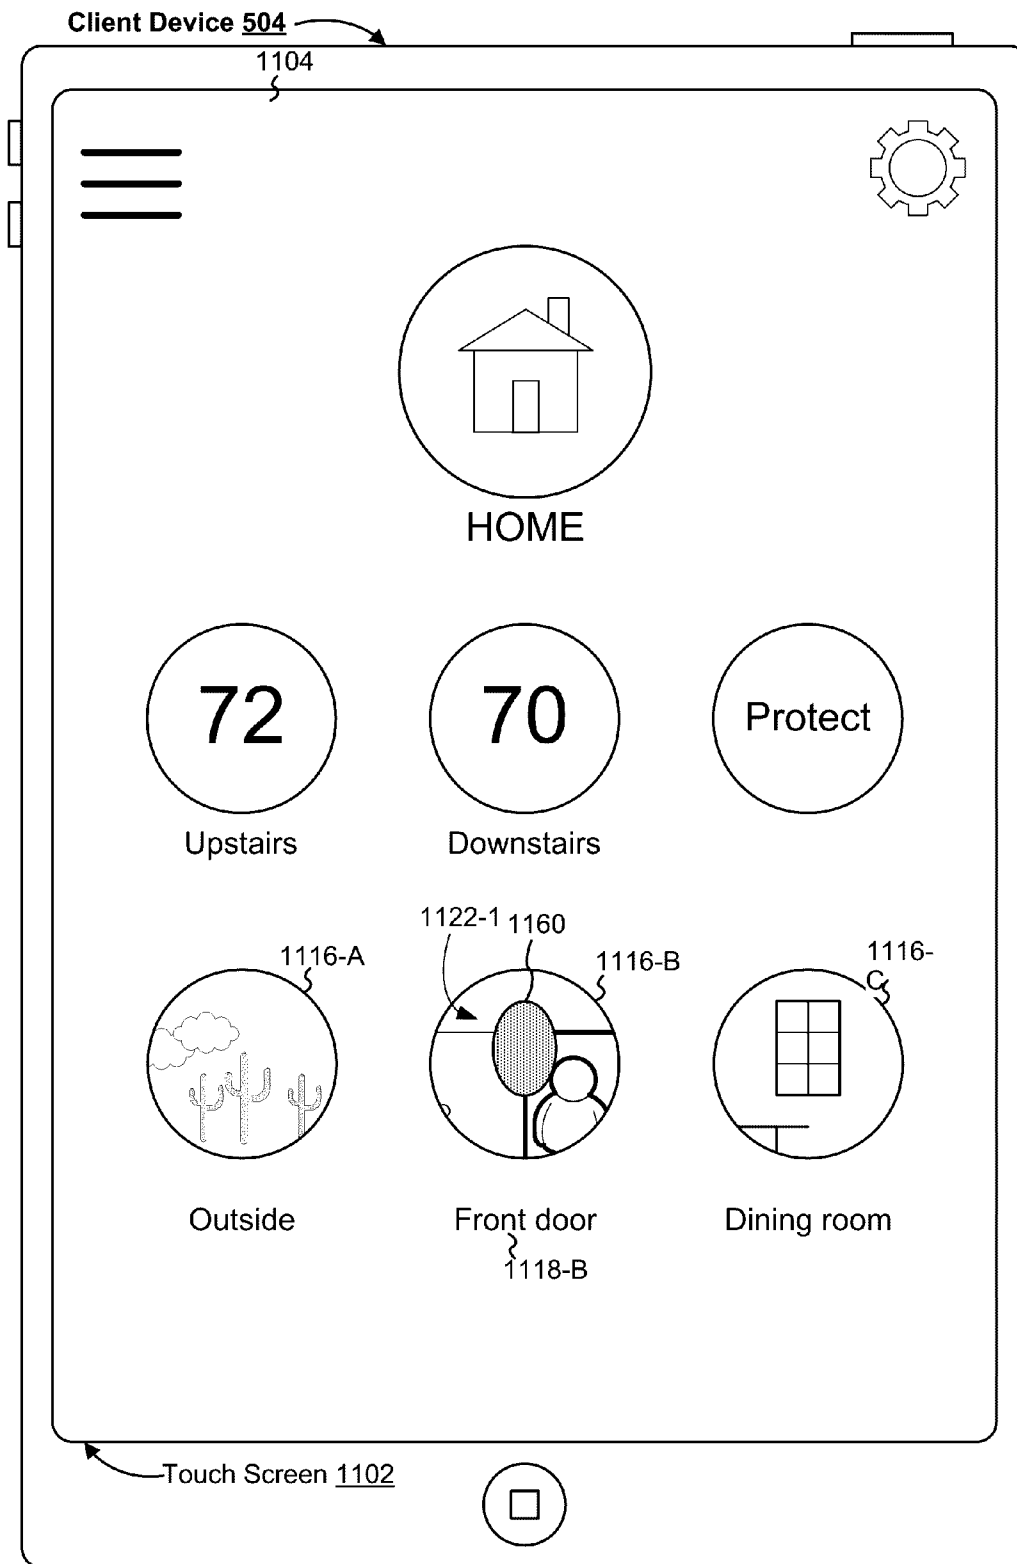 Client Device 504
1104
HOME
72
70
Protect
Upstairs
Downstairs
1122-1
1160
1116-A
1116-B
1116-
C
Outside
Front door
Dining room
1118-B
Touch Screen 1102